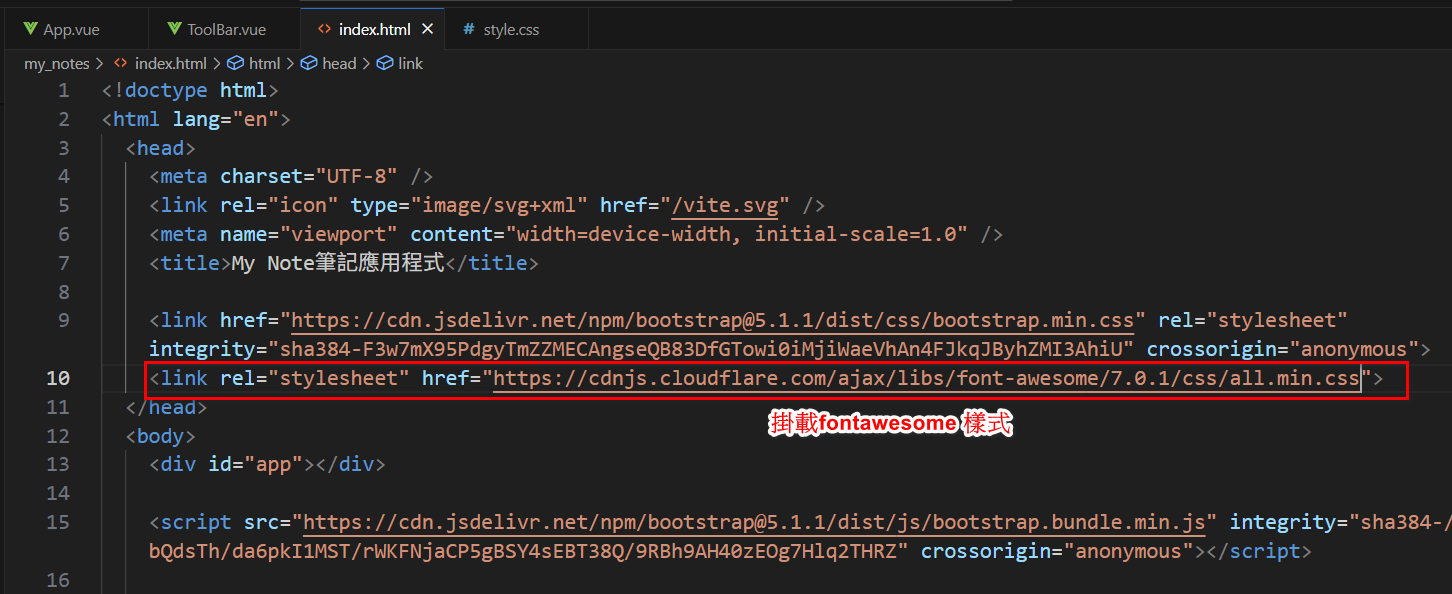 App.vue ToolBar.vue <> index.html × # style.css
my_notes > <> index.html > html > head > link
1 <!doctype html>
2 <html lang="en">
3 <head>
4 <meta charset="UTF-8" />
5 <link rel="icon" type="image/svg+xml" href="/vite.svg" />
6 <meta name="viewport" content="width=device-width, initial-scale=1.0" />
7 <title>My Note筆記應用程式</title>
8
9 <link href="https://cdn.jsdelivr.net/npm/bootstrap@5.1.1/dist/css/bootstrap.min.css" rel="stylesheet"
integrity="sha384-F3w7mX95PdgyTmZZMECAngseQB83DfGTowi0iMjiWaeVhAn4FJkqJByhZMI3AhiU" crossorigin="anonymous">
10 <link rel="stylesheet" href="https://cdnjs.cloudflare.com/ajax/libs/font-awesome/7.0.1/css/all.min.css">
11 </head>
掛載fontawesome 樣式
12 <body>
13 <div id="app"></div>
14
15 <script src="https://cdn.jsdelivr.net/npm/bootstrap@5.1.1/dist/js/bootstrap.bundle.min.js" integrity="sha384-/
bQdsTh/da6pkI1MST/rWKFNjaCP5gBSY4sEBT38Q/9RBh9AH40zEOg7Hlq2THRZ" crossorigin="anonymous"></script>
16